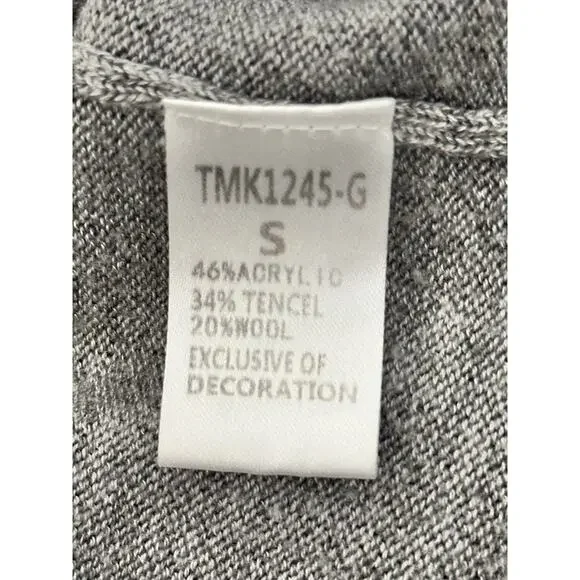 TMK1245-G
S
46%ACRYLIC
34% TENCEL
20%WOOL
EXCLUSIVE OF
DECORATION